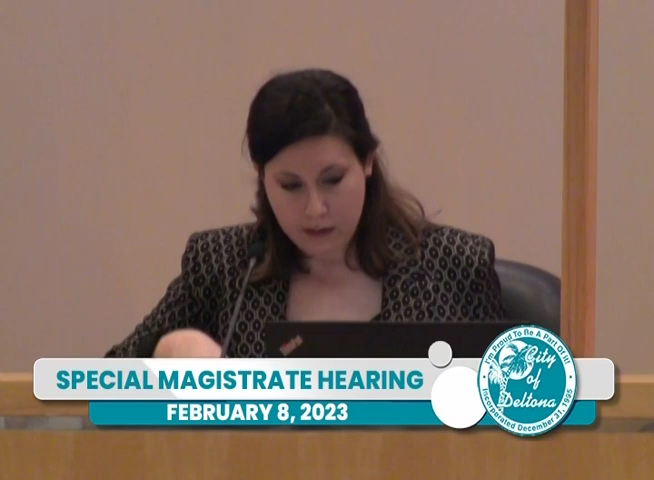 SPECIAL MAGISTRATE HEARING
FEBRUARY 8, 2023
I'm Proud To Be A Part Of It!
City
of
Deltona
Incorporated December 31, 1995